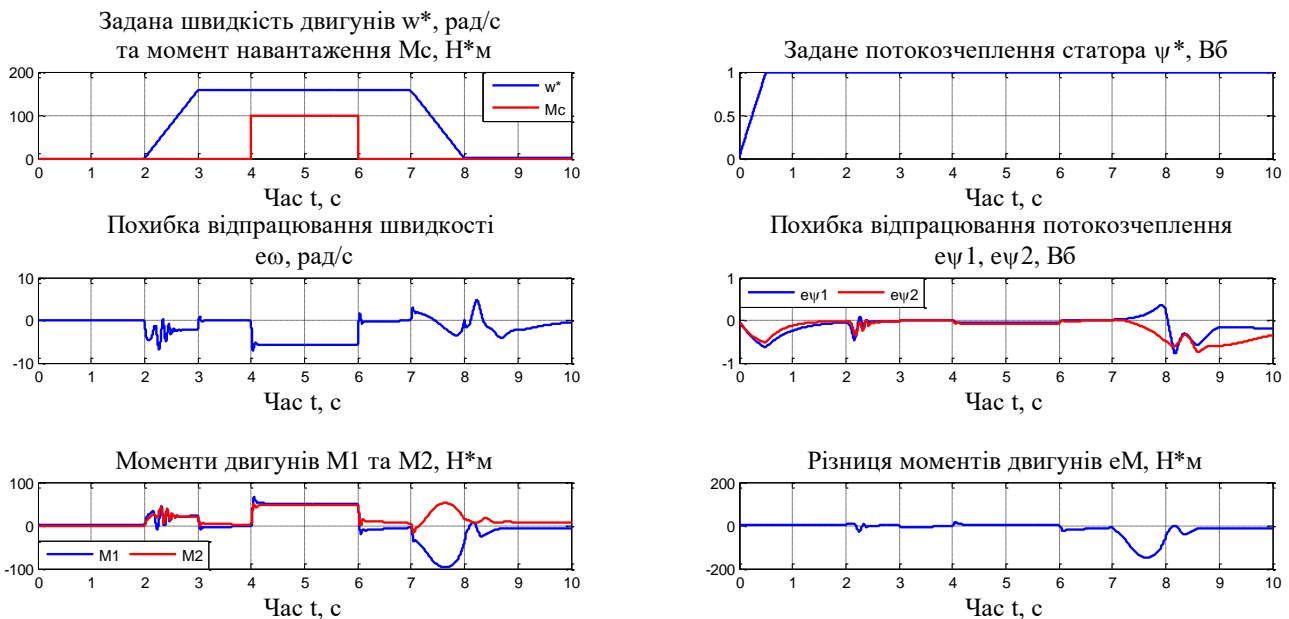 Задана швидкість двигунів w*, рад/с
та момент навантаження Мс, Н*м
200
100
0
w*
Mc
0 1 2 3 4 5 6 7 8 9 10
Час t, с
Задане потокозчеплення статора ψ*, Вб
1
0.5
0
0 1 2 3 4 5 6 7 8 9 10
Час t, с
Похибка відпрацювання швидкості
eω, рад/с
10
0
-10
0 1 2 3 4 5 6 7 8 9 10
Час t, с
Похибка відпрацювання потокозчеплення
eψ1, eψ2, Вб
1
0
-1
eψ1 eψ2
0 1 2 3 4 5 6 7 8 9 10
Час t, с
Моменти двигунів М1 та М2, Н*м
100
0
-100
M1 M2
0 1 2 3 4 5 6 7 8 9 10
Час t, с
Різниця моментів двигунів eM, Н*м
200
0
-200
0 1 2 3 4 5 6 7 8 9 10
Час t, с